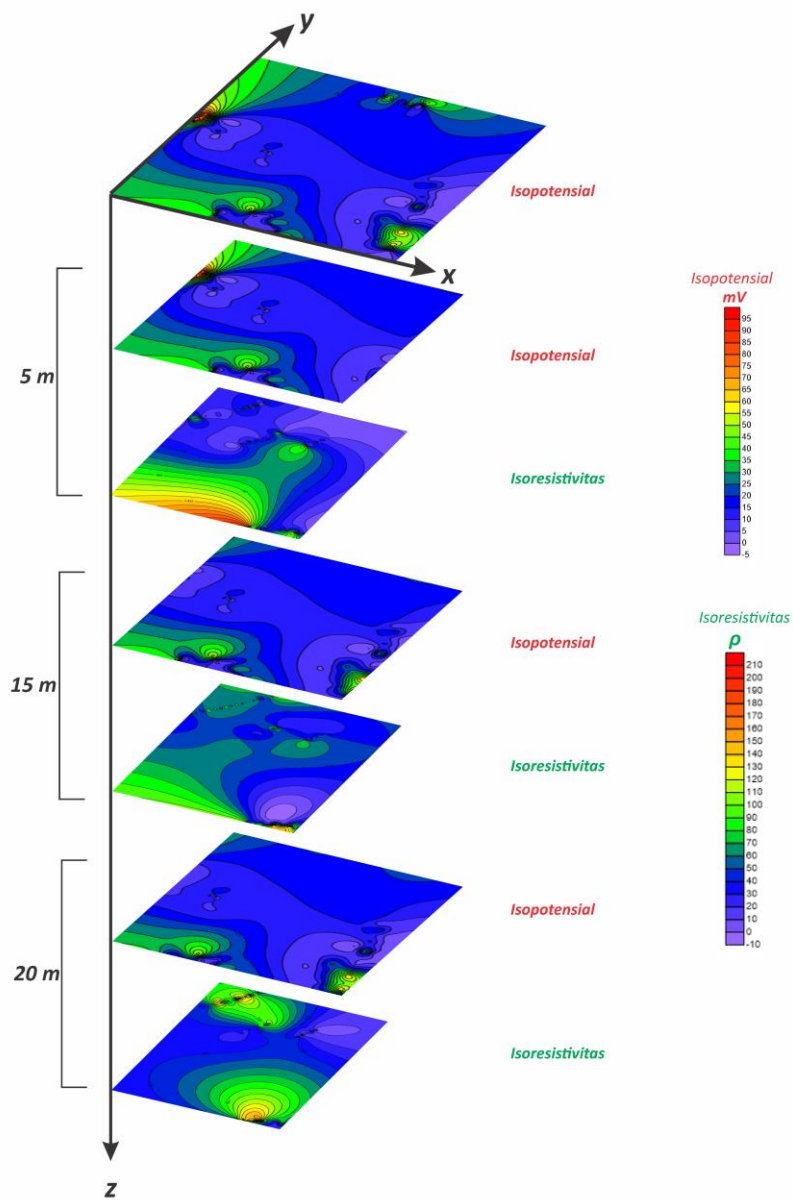 y
Isopotensial
x
Isopotensial
mV
95
90
85
80
75
70
65
60
55
50
45
40
35
30
25
20
15
10
5
0
-5
5 m
Isopotensial
Isoresistivitas
15 m
Isopotensial
Isoresistivitas
Isoresistivitas
ρ
210
200
190
180
170
160
150
140
130
120
110
100
90
80
70
60
50
40
30
20
10
0
-10
20 m
Isopotensial
Isoresistivitas
z